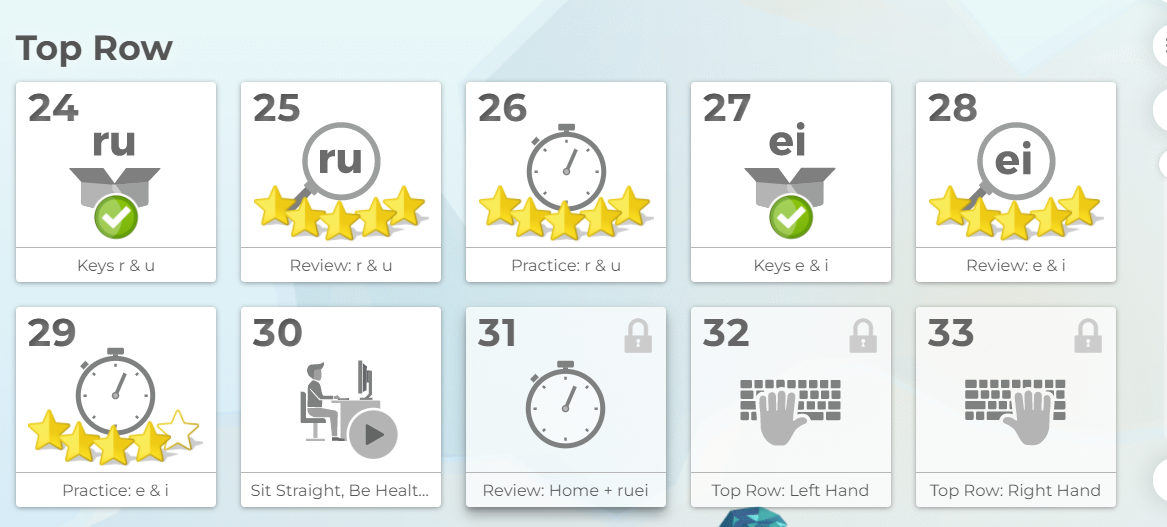 Top Row
24
ru
Keys r & u
25
ru
Review: r & u
26
Practice: r & u
27
ei
Keys e & i
28
ei
Review: e & i
29
Practice: e & i
30
Sit Straight, Be Healt...
31
Review: Home + ruei
32
Top Row: Left Hand
33
Top Row: Right Hand